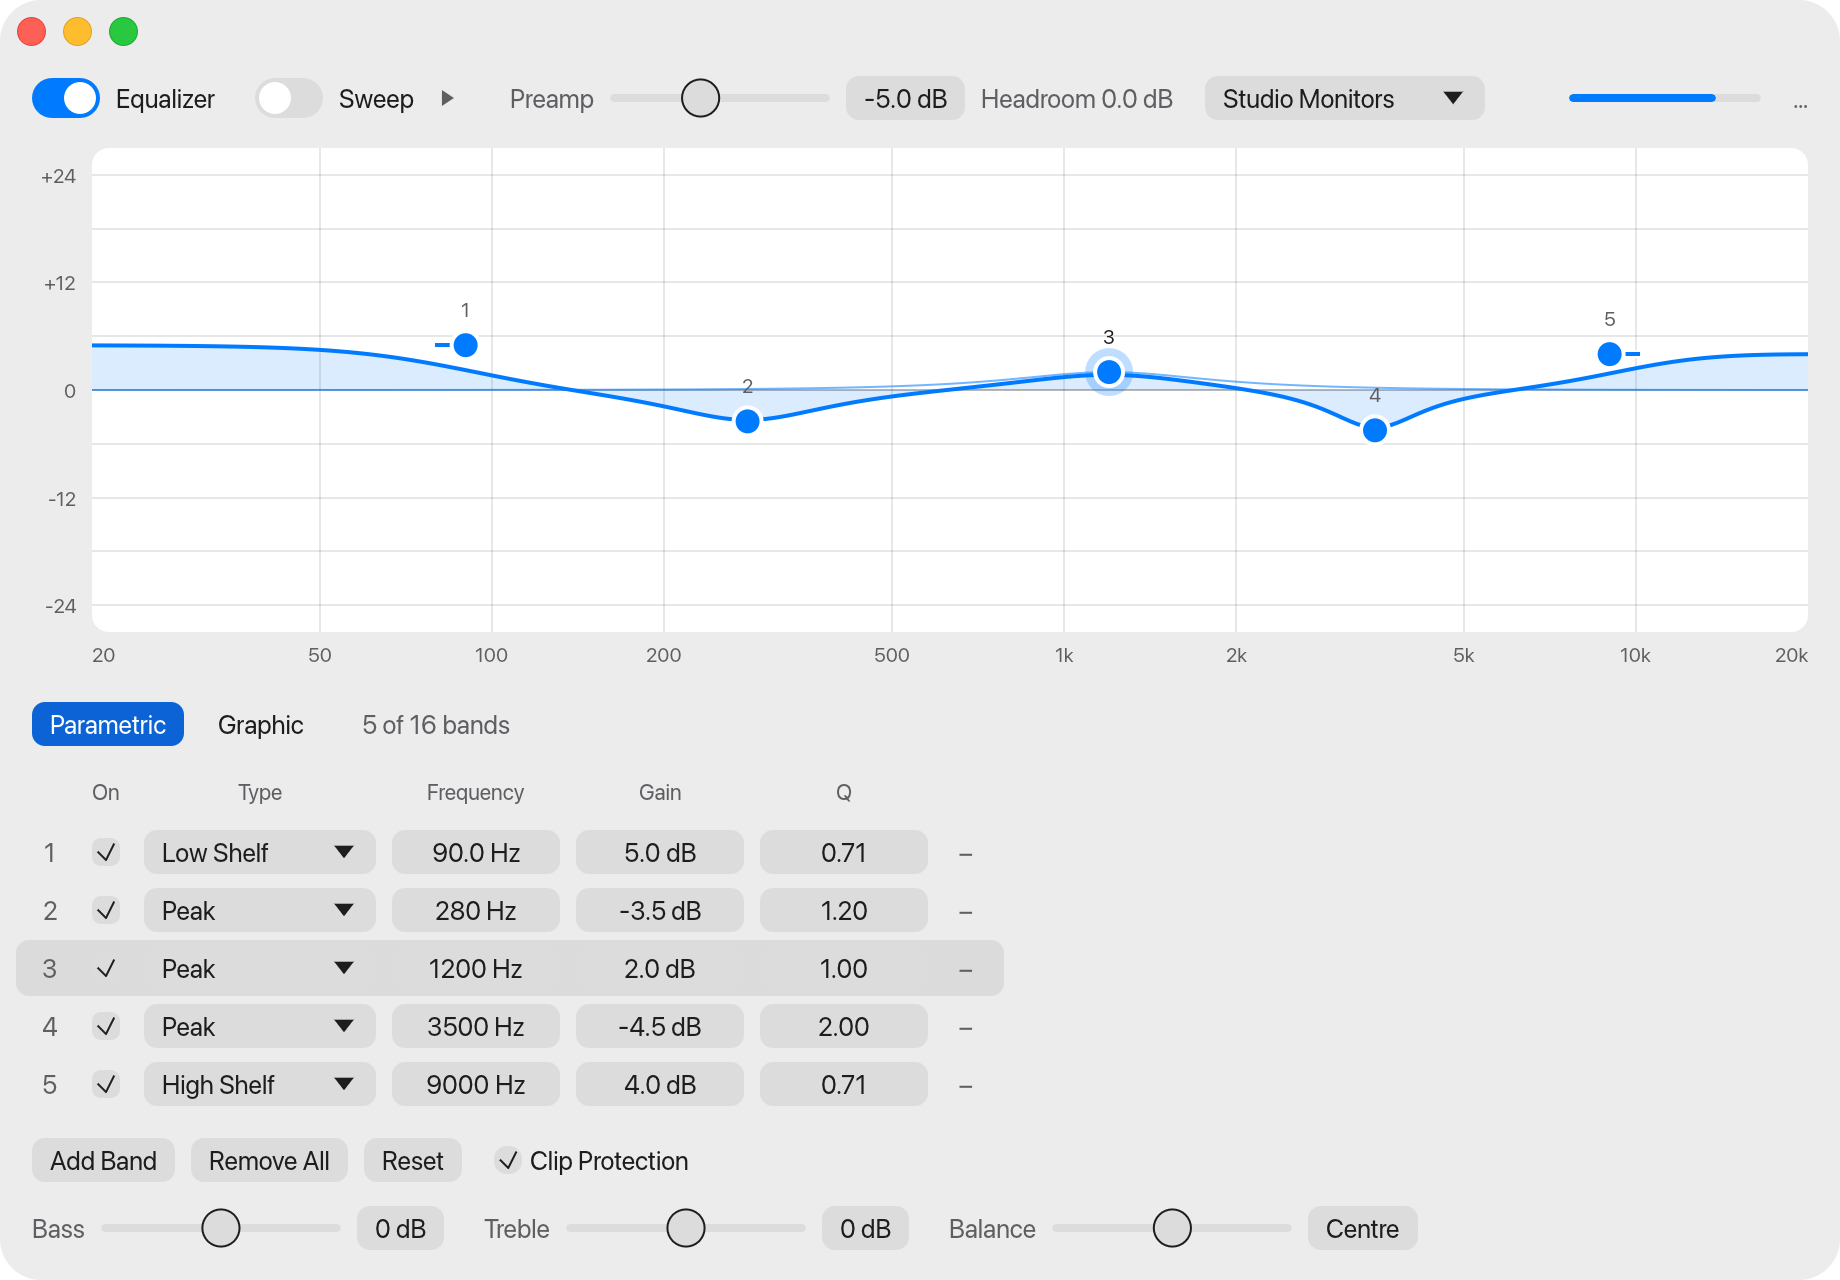 Equalizer Sweep Preamp -5.0 dB Headroom 0.0 dB Studio Monitors ...
+24
+12
0
-12
-24
1
2
3
4
5
20 50 100 200 500 1k 2k 5k 10k 20k
Parametric Graphic 5 of 16 bands
On Type Frequency Gain Q
1 Low Shelf 90.0 Hz 5.0 dB 0.71 –
2 Peak 280 Hz -3.5 dB 1.20 –
3 Peak 1200 Hz 2.0 dB 1.00 –
4 Peak 3500 Hz -4.5 dB 2.00 –
5 High Shelf 9000 Hz 4.0 dB 0.71 –
Add Band Remove All Reset Clip Protection
Bass 0 dB Treble 0 dB Balance Centre